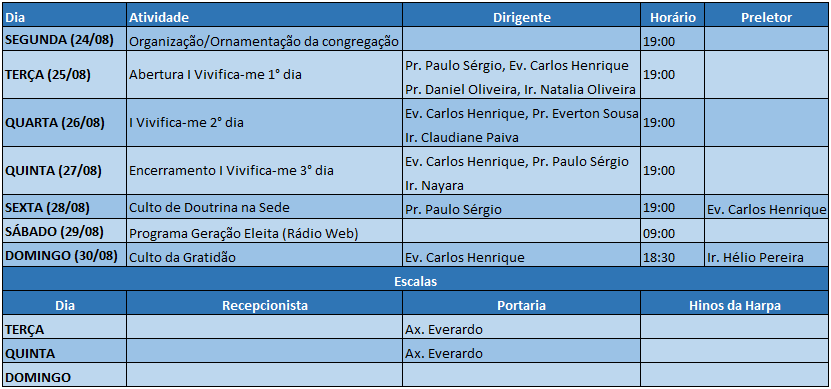 Dia Atividade Dirigente Horário Preletor
SEGUNDA (24/08) Organização/Ornamentação da congregação 19:00
TERÇA (25/08) Abertura I Vivifica-me 1° dia Pr. Paulo Sérgio, Ev. Carlos Henrique 19:00
Pr. Daniel Oliveira, Ir. Natalia Oliveira
QUARTA (26/08) I Vivifica-me 2° dia Ev. Carlos Henrique, Pr. Everton Sousa 19:00
Ir. Claudiane Paiva
QUINTA (27/08) Encerramento I Vivifica-me 3° dia Ev. Carlos Henrique, Pr. Paulo Sérgio 19:00
Ir. Nayara
SEXTA (28/08) Culto de Doutrina na Sede Pr. Paulo Sérgio 19:00 Ev. Carlos Henrique
SÁBADO (29/08) Programa Geração Eleita (Rádio Web) 09:00
DOMINGO (30/08) Culto da Gratidão Ev. Carlos Henrique 18:30 Ir. Hélio Pereira
Escalas
Dia Recepcionista Portaria Hinos da Harpa
TERÇA Ax. Everardo
QUINTA Ax. Everardo
DOMINGO